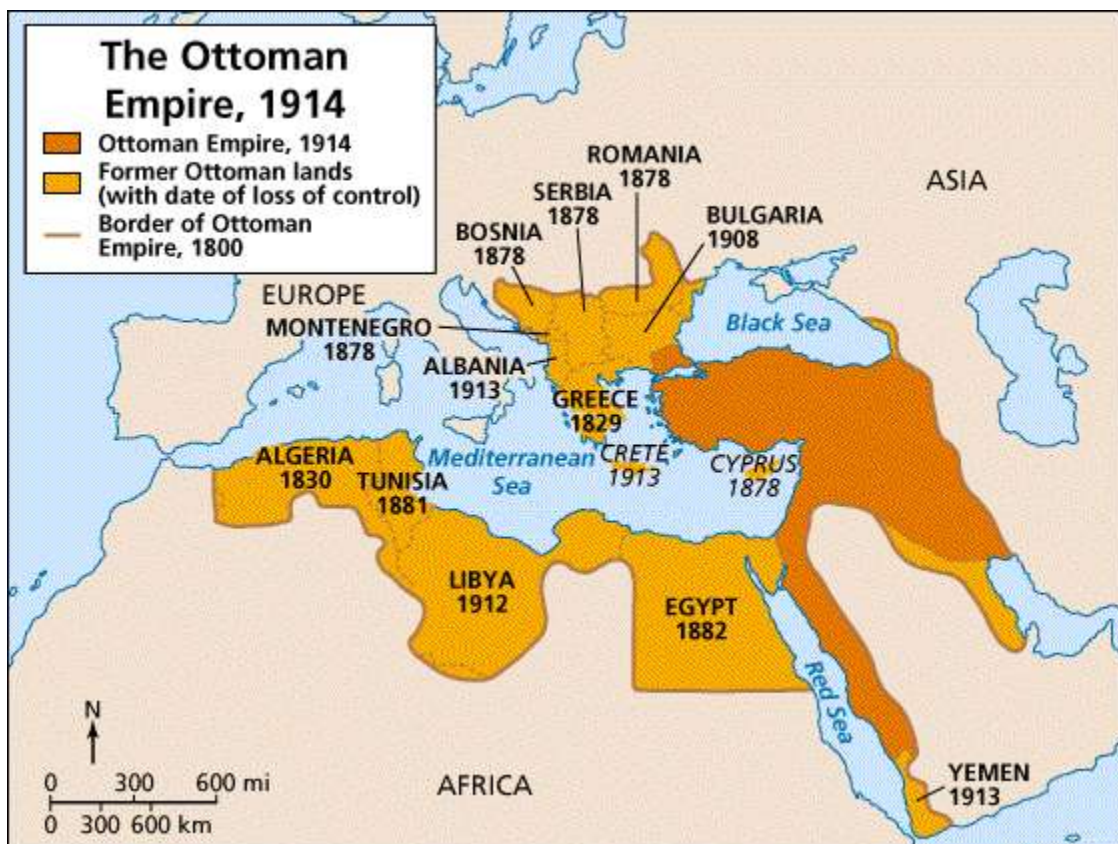 The Ottoman
Empire, 1914
Ottoman Empire, 1914
Former Ottoman lands
(with date of loss of control)
Border of Ottoman
Empire, 1800
ROMANIA
1878
ASIA
SERBIA
1878
BULGARIA
1908
BOSNIA
1878
EUROPE
MONTENEGRO
1878
Black Sea
ALBANIA
1913
GREECE
1829
CRETE
1913
CYPRUS
1878
Mediterranean
Sea
ALGERIA
1830
TUNISIA
1881
LIBYA
1912
EGYPT
1882
Red Sea
N
0 300 600 mi
0 300 600 km
AFRICA
YEMEN
1913